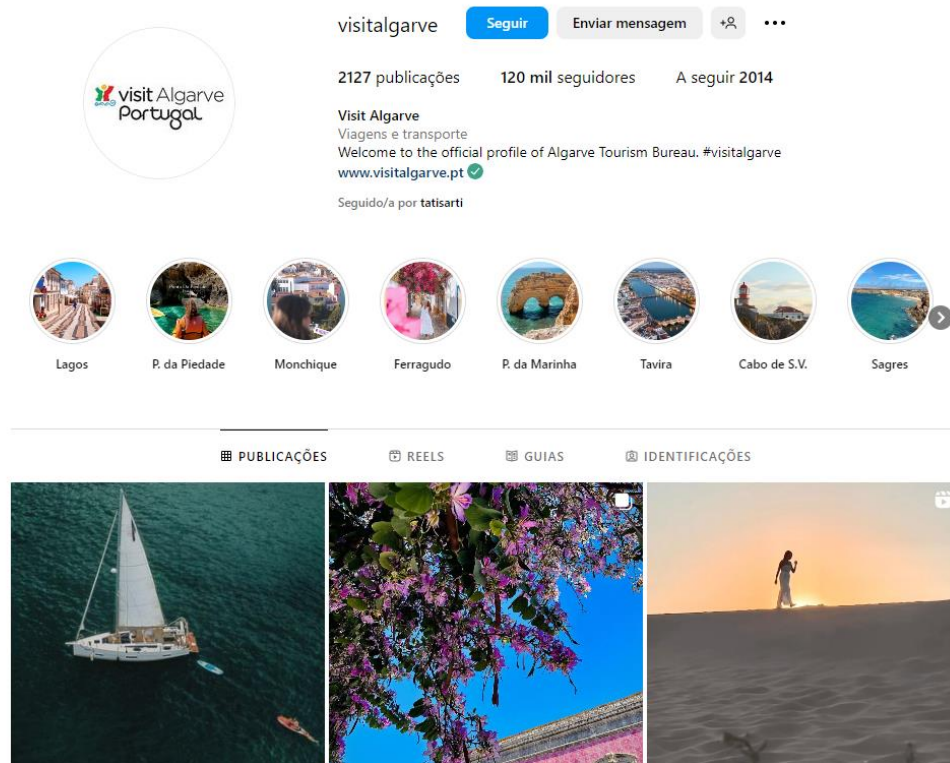 visitalgarve
Seguir
Enviar mensagem
2127 publicações
120 mil seguidores
A seguir 2014
visit Algarve
Portugal
Visit Algarve
Viagens e transporte
Welcome to the official profile of Algarve Tourism Bureau. #visitalgarve
www.visitalgarve.pt
Seguido/a por tatisarti
Lagos
P. da Piedade
Monchique
Ferragudo
P. da Marinha
Tavira
Cabo de S.V.
Sagres
PUBLICAÇÕES
REELS
GUIAS
IDENTIFICAÇÕES